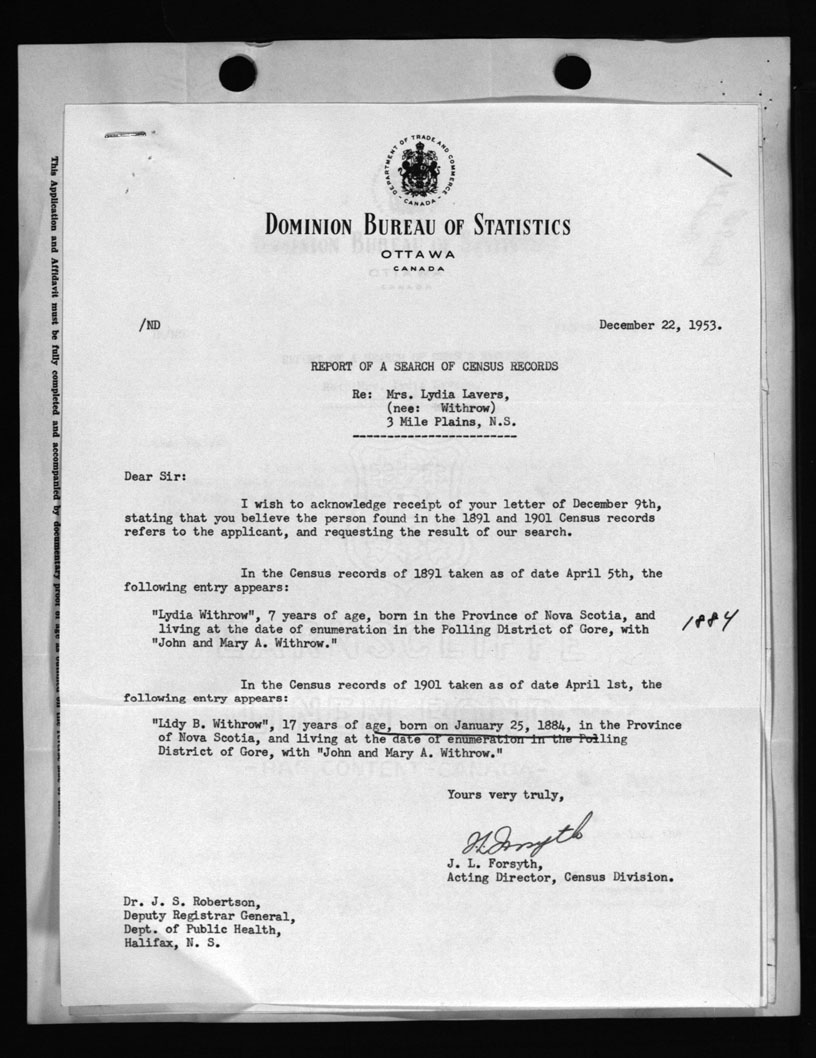 DEPARTMENT OF TRADE AND COMMERCE
- CANADA -
DOMINION BUREAU OF STATISTICS
OTTAWA
CANADA
/ND
December 22, 1953.
REPORT OF A SEARCH OF CENSUS RECORDS
Re: Mrs. Lydia Lavers,
(nee: Withrow)
3 Mile Plains, N.S.
Dear Sir:
I wish to acknowledge receipt of your letter of December 9th,
stating that you believe the person found in the 1891 and 1901 Census records
refers to the applicant, and requesting the result of our search.
In the Census records of 1891 taken as of date April 5th, the
following entry appears:
"Lydia Withrow", 7 years of age, born in the Province of Nova Scotia, and
living at the date of enumeration in the Polling District of Gore, with
"John and Mary A. Withrow."
1884
In the Census records of 1901 taken as of date April 1st, the
following entry appears:
"Lidy B. Withrow", 17 years of age, born on January 25, 1884, in the Province
of Nova Scotia, and living at the date of enumeration in the Polling
District of Gore, with "John and Mary A. Withrow."
Yours very truly,
J. L. Forsyth,
Acting Director, Census Division.
Dr. J. S. Robertson,
Deputy Registrar General,
Dept. of Public Health,
Halifax, N. S.
This Application and Affidavit must be fully completed and accompanied by documentary proof of age as